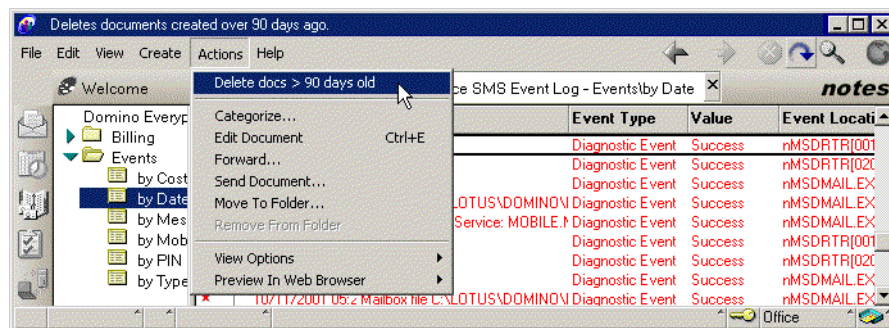 Deletes documents created over 90 days ago.
File Edit View Create Actions Help
Welcome
ce SMS Event Log - Events\by Date
notes
Delete docs > 90 days old
Categorize...
Edit Document Ctrl+E
Forward...
Send Document...
Move To Folder...
Remove From Folder
View Options
Preview In Web Browser
Domino Everyp
Billing
Events
by Cost
by Date
by Mes
by Mob
by PIN
by Type
Event Type Value Event Locati
Diagnostic Event Success nMSDRTR[001
Diagnostic Event Success nMSDRTR[020
Diagnostic Event Success nMSDMAIL.EX
LOTUS\DOMINO\ Diagnostic Event Success nMSDMAIL.EX
Service: MOBILE.N Diagnostic Event Success nMSDMAIL.EX
Diagnostic Event Success nMSDRTR[001
Diagnostic Event Success nMSDRTR[020
Diagnostic Event Success nMSDMAIL.EX
10/11/2001 05:2 Mailbox file C:\LOTUS\DOMINO\ Diagnostic Event Success nMSDMAIL.EX
Office